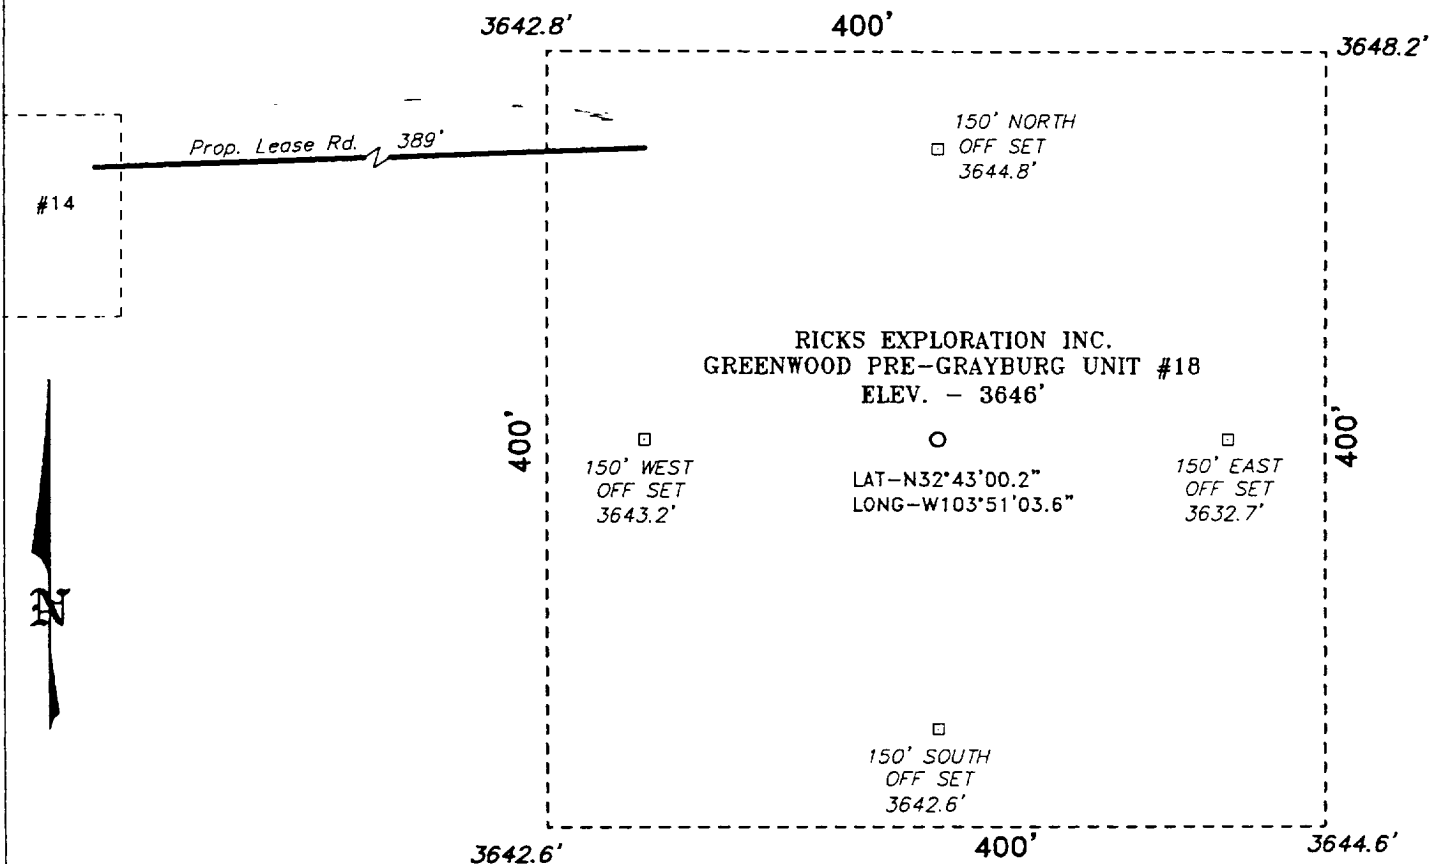 3642.8'
400'
3648.2'
Prop. Lease Rd. 389'
#14
150' NORTH
OFF SET
3644.8'
RICKS EXPLORATION INC.
GREENWOOD PRE-GRAYBURG UNIT #18
ELEV. - 3646'
400'
400'
150' WEST
OFF SET
3643.2'
LAT-N32°43'00.2"
LONG-W103°51'03.6"
150' EAST
OFF SET
3632.7'
N
150' SOUTH
OFF SET
3642.6'
3642.6'
400'
3644.6'